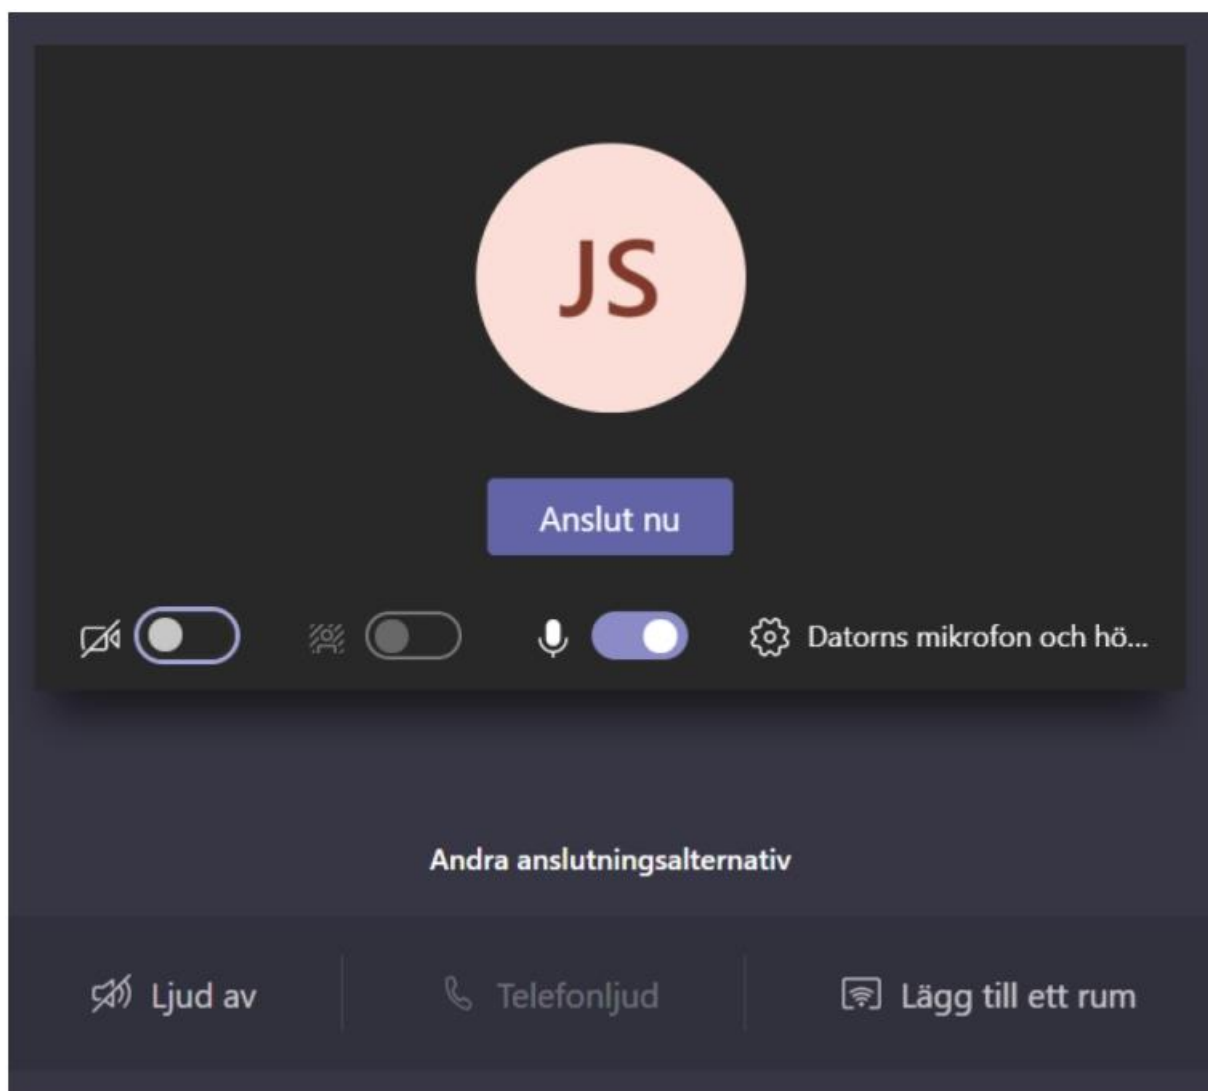 JS
Anslut nu
Datorns mikrofon och hö...
Andra anslutningsalternativ
Ljud av
Telefonljud
Lägg till ett rum